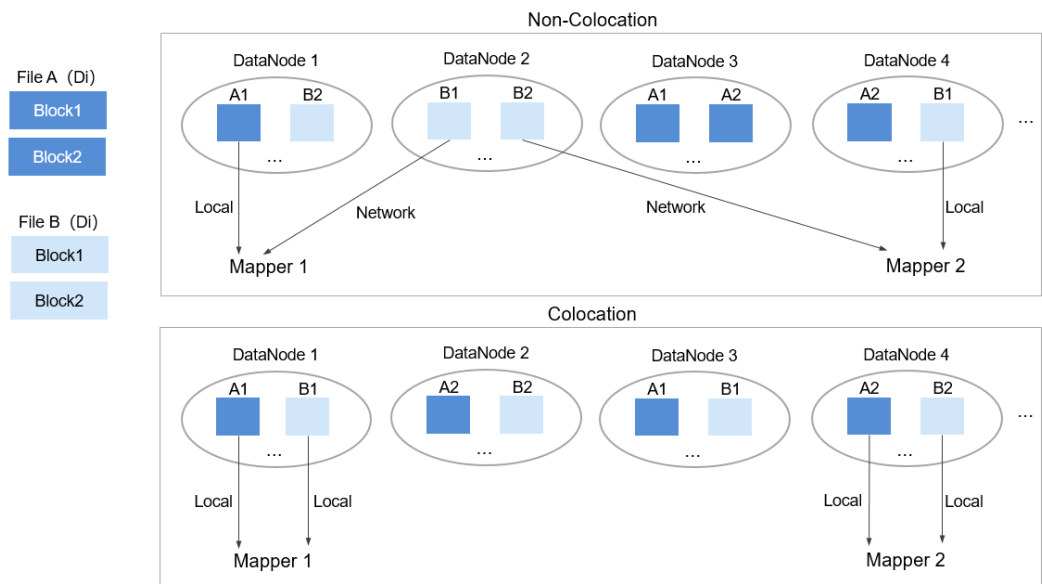 Non-Colocation
File A (Di)
Block1
Block2
File B (Di)
Block1
Block2
DataNode 1
DataNode 2
DataNode 3
DataNode 4
A1 B2
B1 B2
A1 A2
A2 B1
...
...
...
...
...
Local
Network
Network
Local
Mapper 1
Mapper 2
Colocation
DataNode 1
DataNode 2
DataNode 3
DataNode 4
A1 B1
A2 B2
A1 B1
A2 B2
...
...
...
...
...
Local
Local
Local
Local
Mapper 1
Mapper 2